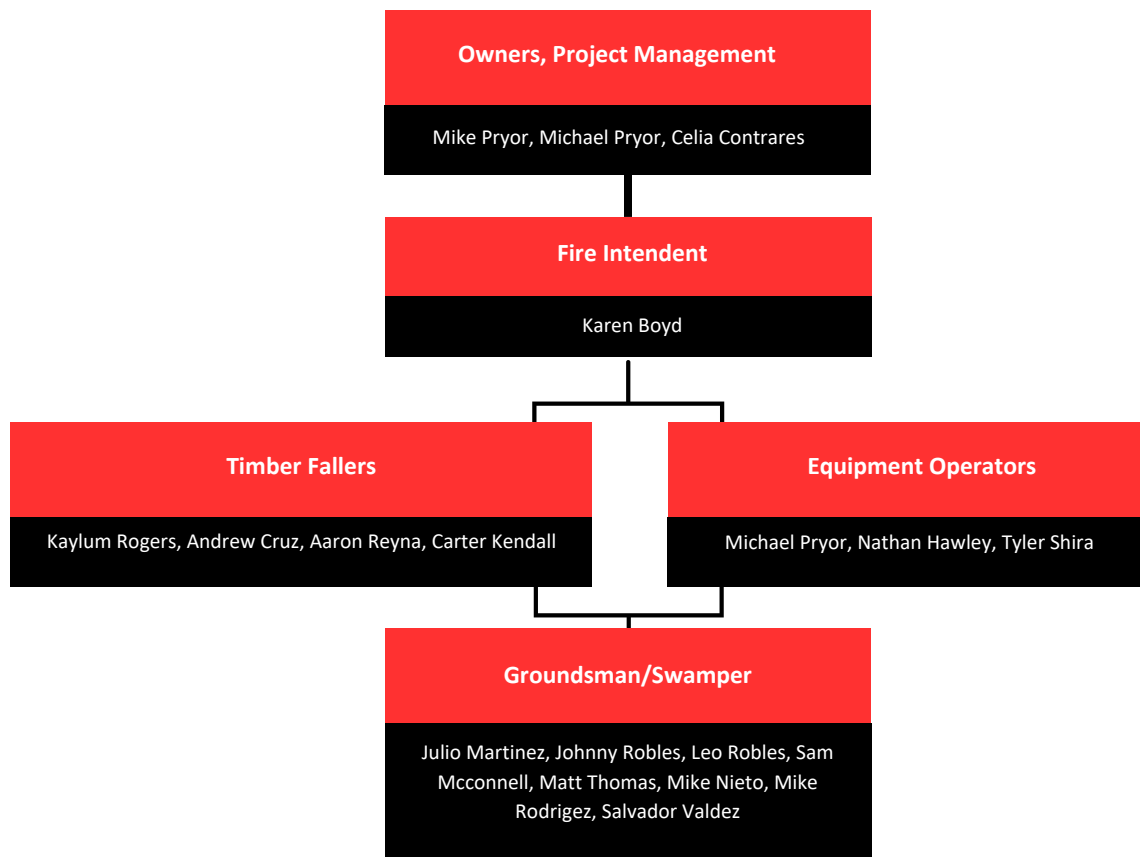 Owners, Project Management
Mike Pryor, Michael Pryor, Celia Contrares
Fire Intendent
Karen Boyd
Timber Fallers
Kaylum Rogers, Andrew Cruz, Aaron Reyna, Carter Kendall
Equipment Operators
Michael Pryor, Nathan Hawley, Tyler Shira
Groundsman/Swamper
Julio Martinez, Johnny Robles, Leo Robles, Sam
Mcconnell, Matt Thomas, Mike Nieto, Mike
Rodrigez, Salvador Valdez